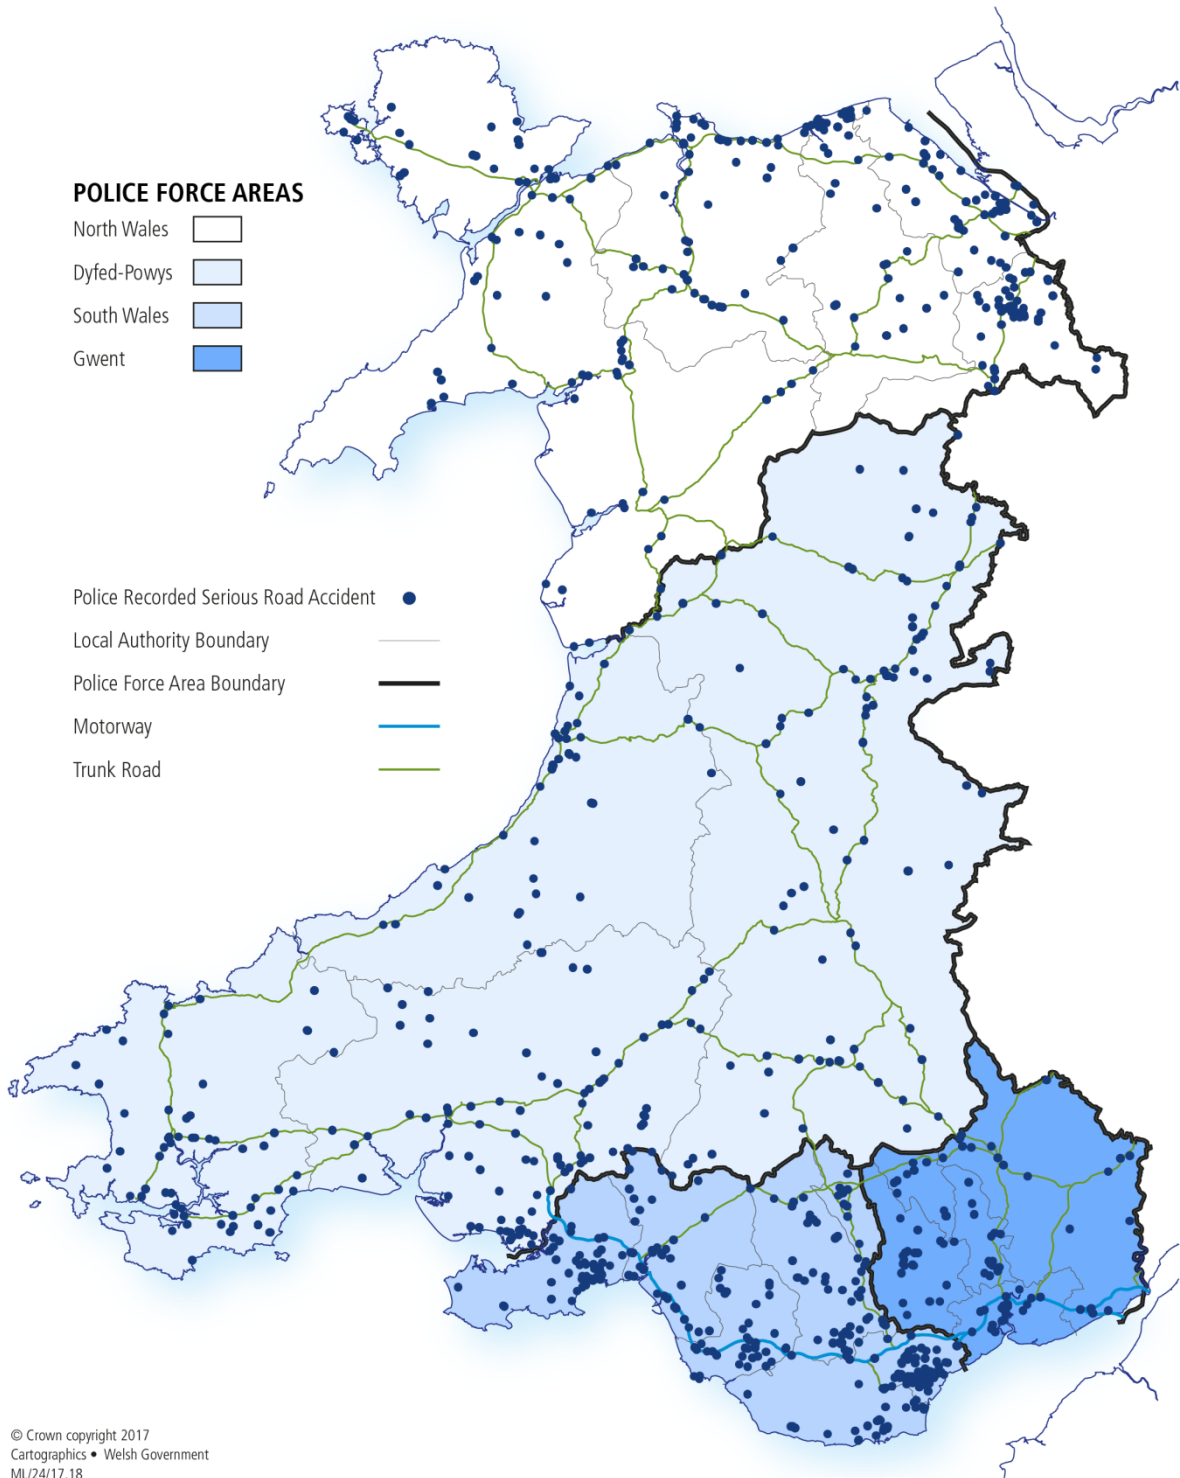 POLICE FORCE AREAS
North Wales
Dyfed-Powys
South Wales
Gwent
Police Recorded Serious Road Accident
Local Authority Boundary
Police Force Area Boundary
Motorway
Trunk Road
© Crown copyright 2017
Cartographics • Welsh Government
ML/24/17.18